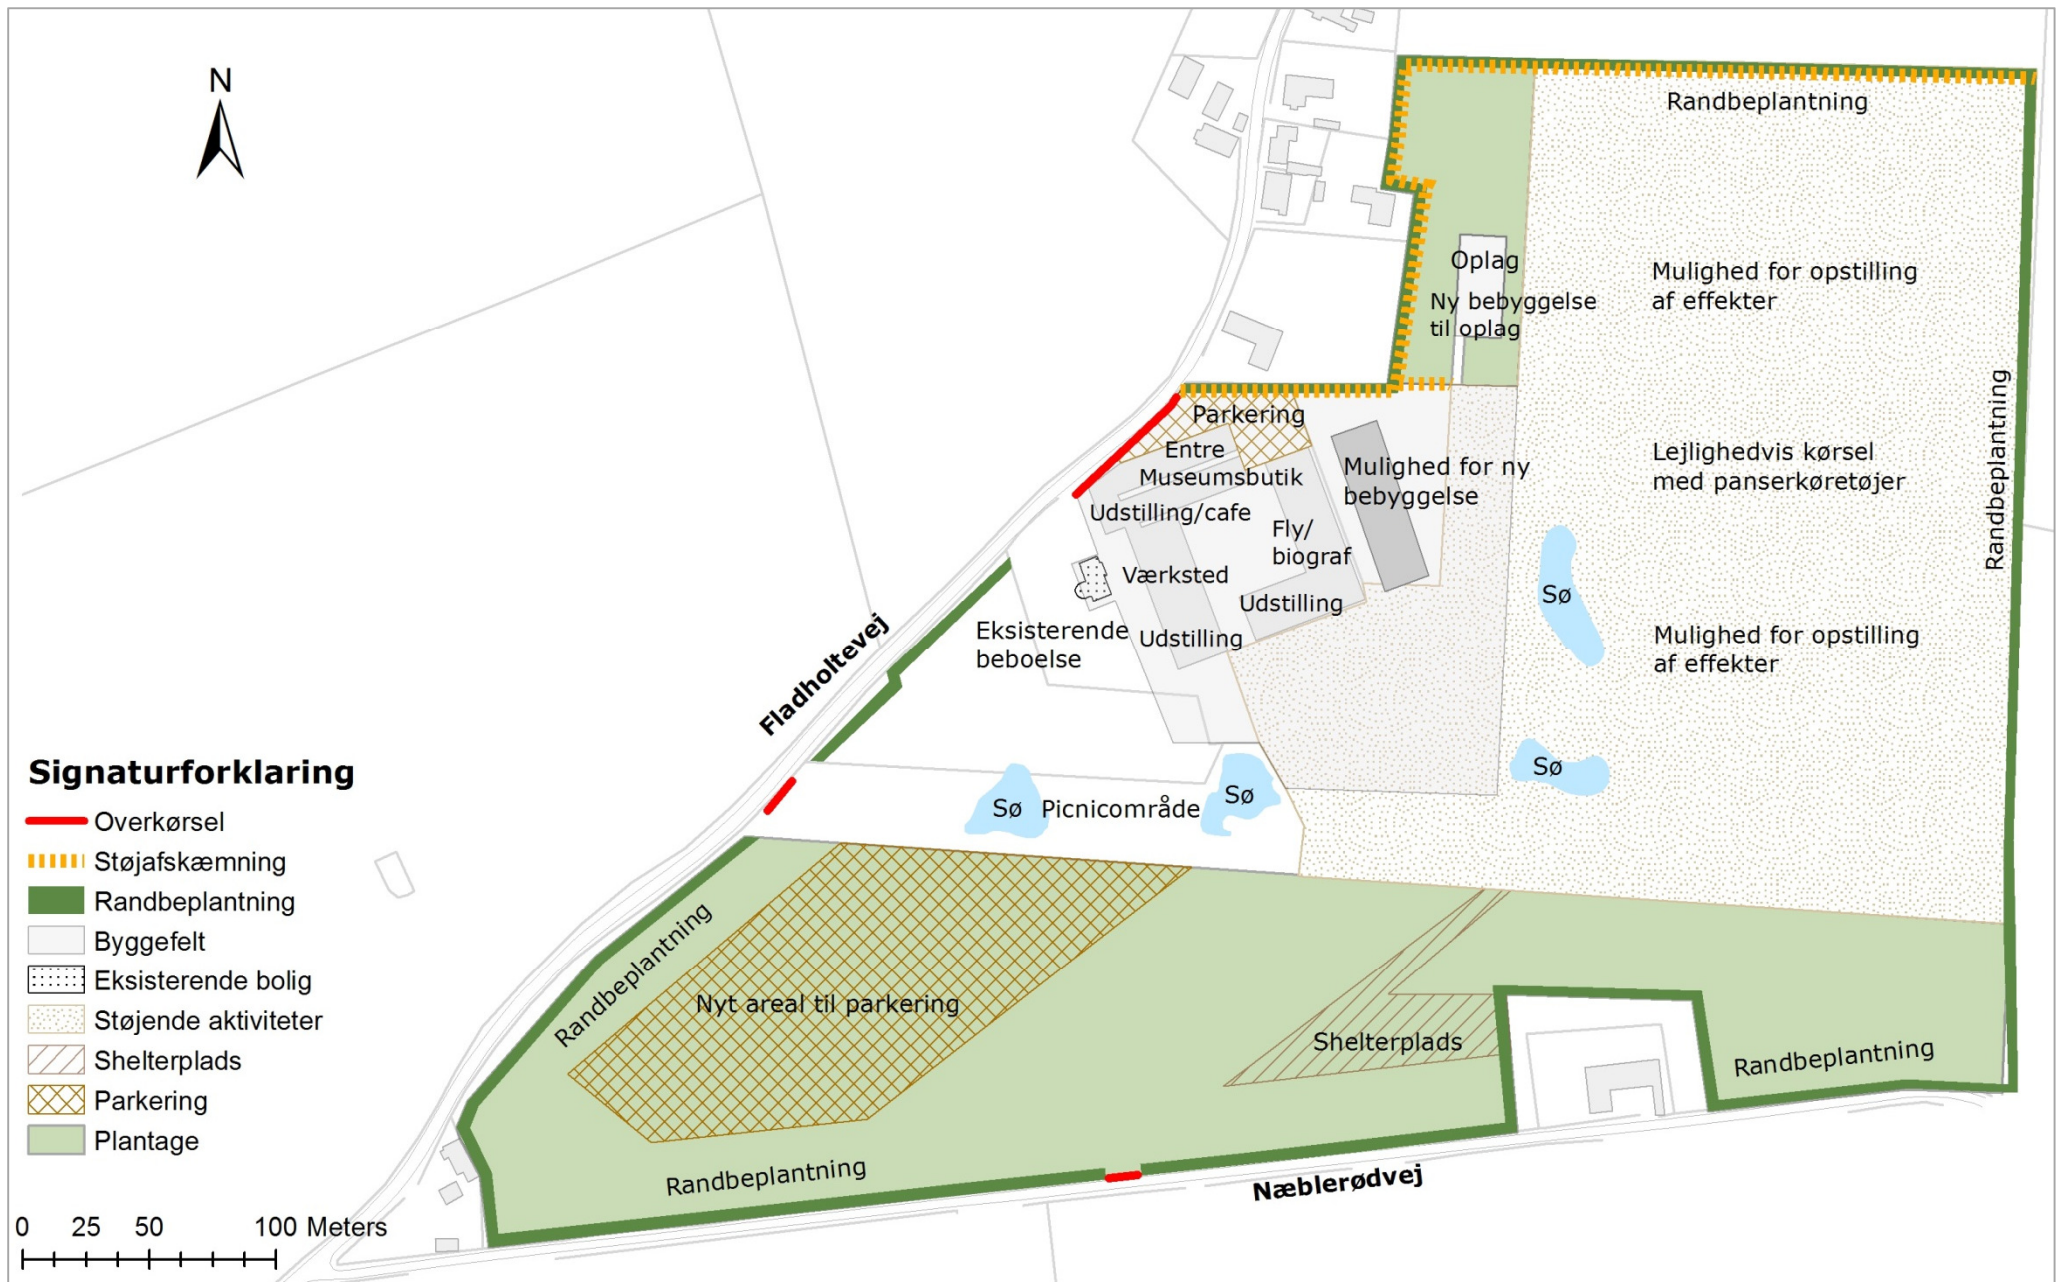 N
Randbeplantning
Oplag
Ny bebyggelse
til oplag
Mulighed for opstilling
af effekter
Parkering
Entre
Museumsbutik
Udstilling/cafe
Mulighed for ny
bebyggelse
Fly/
biograf
Lejlighedvis kørsel
med panserkøretøjer
Randbeplantning
Værksted
Udstilling
Udstilling
Eksisterende
beboelse
Sø
Mulighed for opstilling
af effekter
Fladholtevej
Sø
Sø
Picnicområde
Sø
Signaturforklaring
Overkørsel
Støjafskæmning
Randbeplantning
Byggefelt
Eksisterende bolig
Støjende aktiviteter
Shelterplads
Parkering
Plantage
Randbeplantning
Nyt areal til parkering
Shelterplads
Randbeplantning
Randbeplantning
Næblerødvej
0 25 50 100 Meters